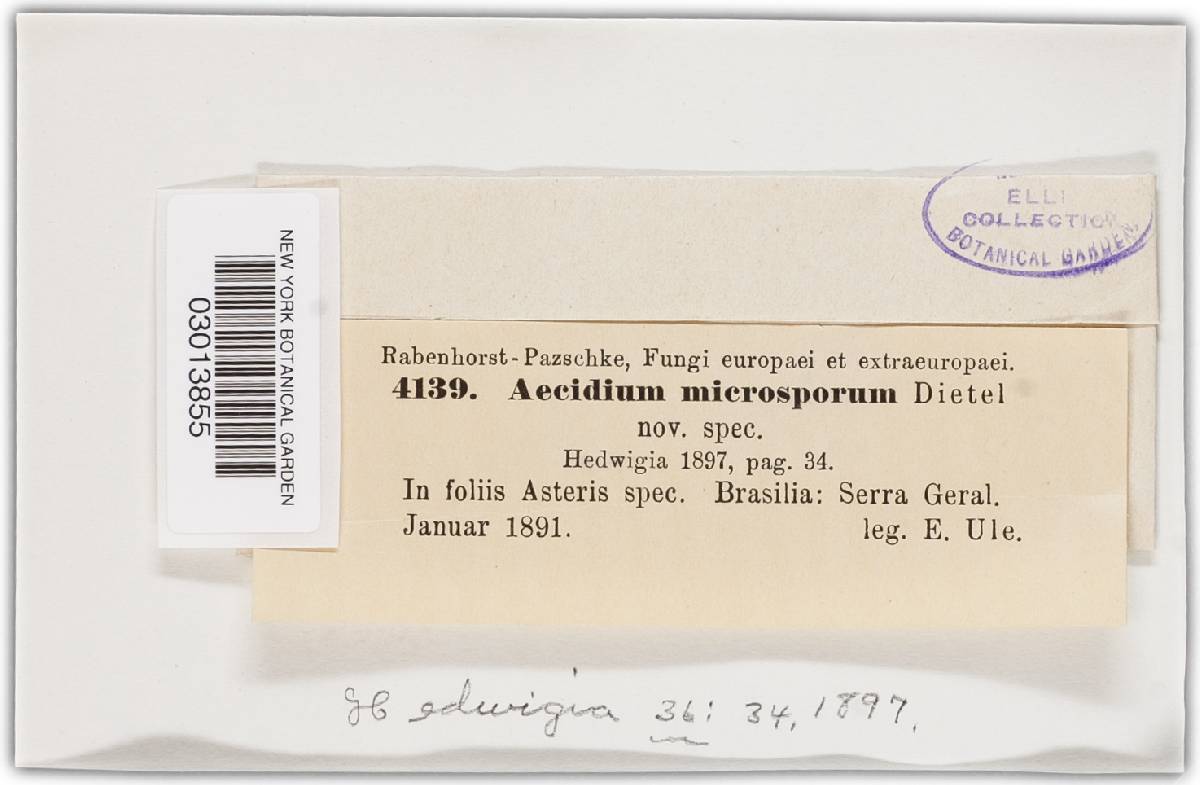 ELLI
COLLECTION
BOTANICAL GARDEN.
NEW YORK BOTANICAL GARDEN
03013855
Rabenhorst-Pazschke, Fungi europaei et extraeuropaei.
4139. Aecidium microsporum Dietel
nov. spec.
Hedwigia 1897, pag. 34.
In foliis Asteris spec. Brasilia: Serra Geral.
Januar 1891. leg. E. Ule.
Hedwigia 36: 34, 1897.